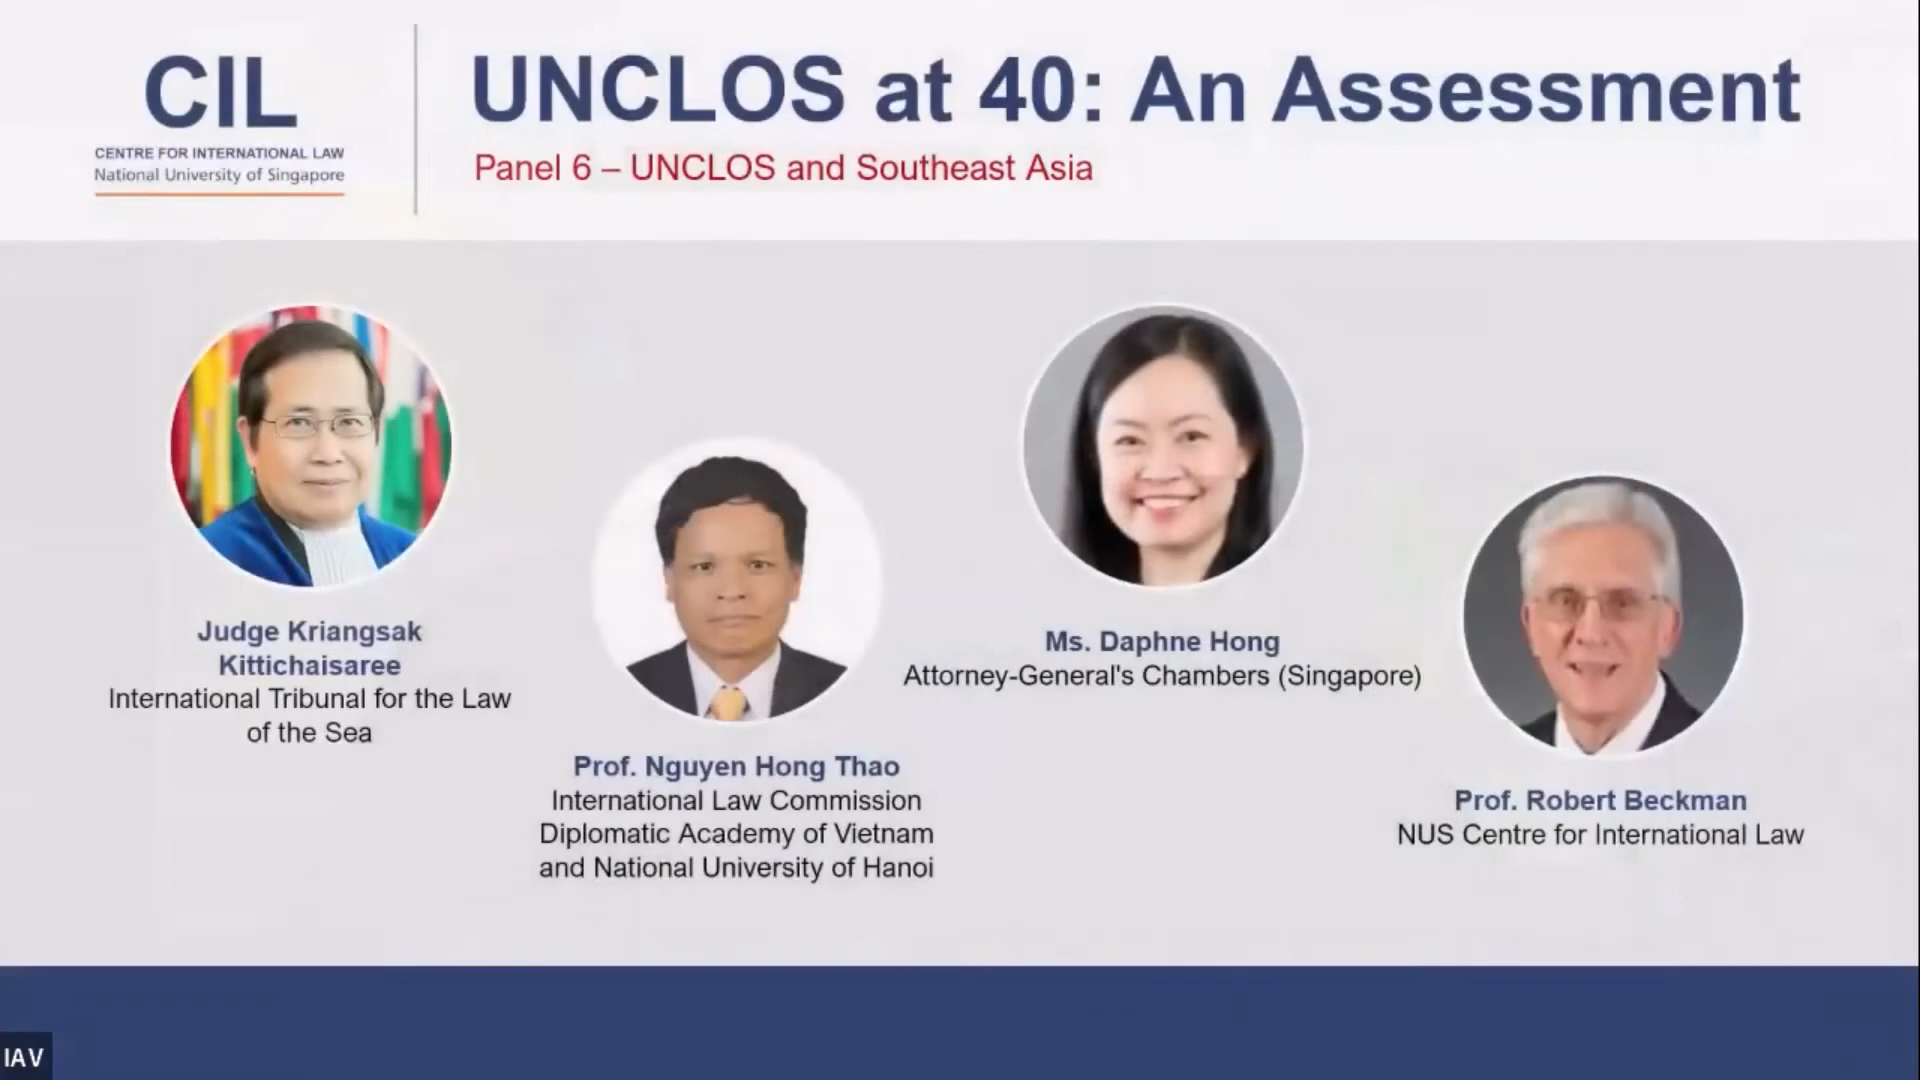 CIL
CENTRE FOR INTERNATIONAL LAW
National University of Singapore
UNCLOS at 40: An Assessment
Panel 6 – UNCLOS and Southeast Asia
Judge Kriangsak
Kittichaisaree
International Tribunal for the Law
of the Sea
Prof. Nguyen Hong Thao
International Law Commission
Diplomatic Academy of Vietnam
and National University of Hanoi
Ms. Daphne Hong
Attorney-General's Chambers (Singapore)
Prof. Robert Beckman
NUS Centre for International Law
IAV